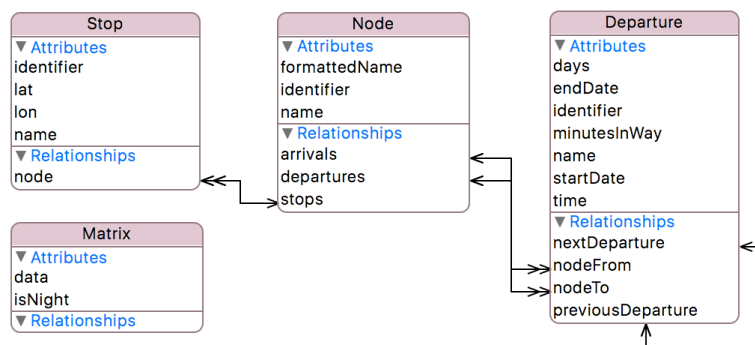 Stop
Attributes
identifier
lat
lon
name
Relationships
node
Node
Attributes
formattedName
identifier
name
Relationships
arrivals
departures
stops
Departure
Attributes
days
endDate
identifier
minutesInWay
name
startDate
time
Relationships
nextDeparture
nodeFrom
nodeTo
previousDeparture
Matrix
Attributes
data
isNight
Relationships